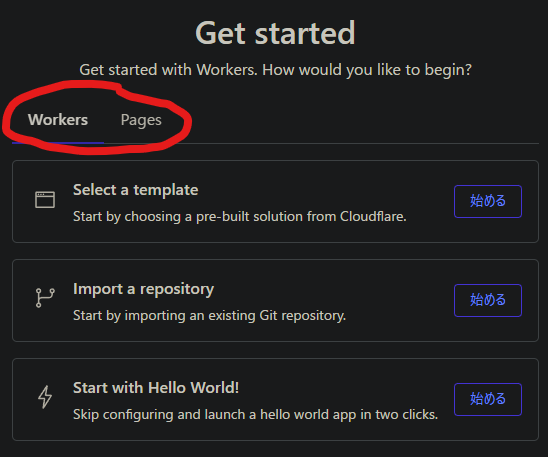 Get started
Get started with Workers. How would you like to begin?
Workers Pages
Select a template
Start by choosing a pre-built solution from Cloudflare.
始める
Import a repository
Start by importing an existing Git repository.
始める
Start with Hello World!
Skip configuring and launch a hello world app in two clicks.
始める